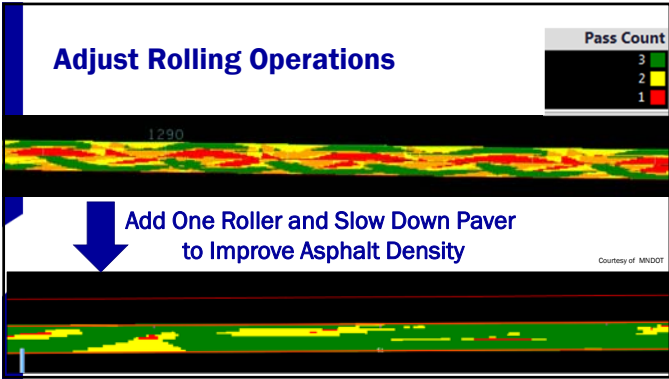 Adjust Rolling Operations
Pass Count
3
2
1
1290
Add One Roller and Slow Down Paver
to Improve Asphalt Density
Courtesy of MNDOT